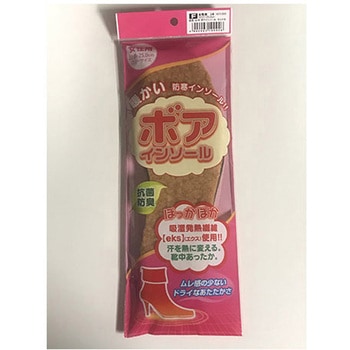 女性用
暖かい 防寒インソール!!
ボア
インソール
抗菌
防臭
ぽっかぽか
吸湿発熱繊維
【eks】(エクス)使用!!
汗を熱に変える。
靴中あったか。
ムレ感の少ない
ドライなあたたかさ